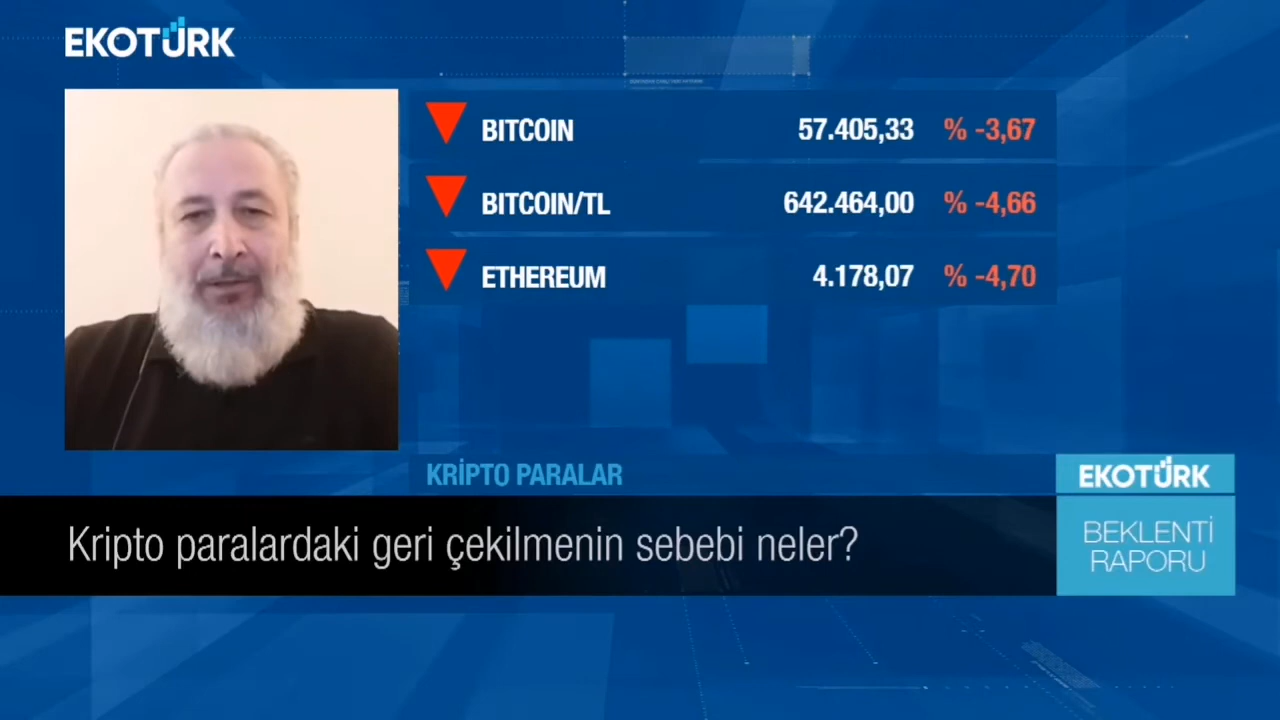 EKOTÜRK
BITCOIN 57.405,33 % -3,67
BITCOIN/TL 642.464,00 % -4,66
ETHEREUM 4.178,07 % -4,70
KRİPTO PARALAR
EKOTÜRK
Kripto paralardaki geri çekilmenin sebebi neler?
BEKLENTİ
RAPORU